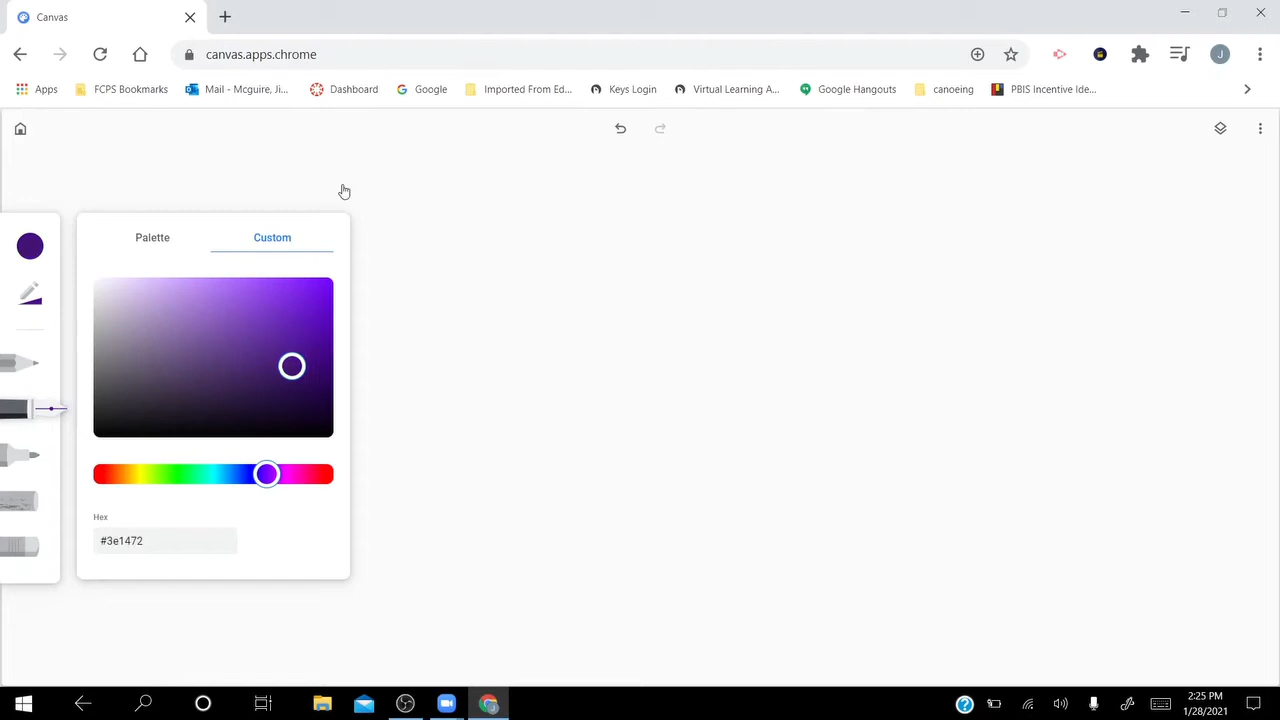 Canvas
canvas.apps.chrome
J
Apps
FCPS Bookmarks
Mail - Mcguire, Ji...
Dashboard
Google
Imported From Ed...
Keys Login
Virtual Learning A...
Google Hangouts
canoeing
PBIS Incentive Ide...
Palette
Custom
Hex
#3e1472
2:25 PM
1/28/2021